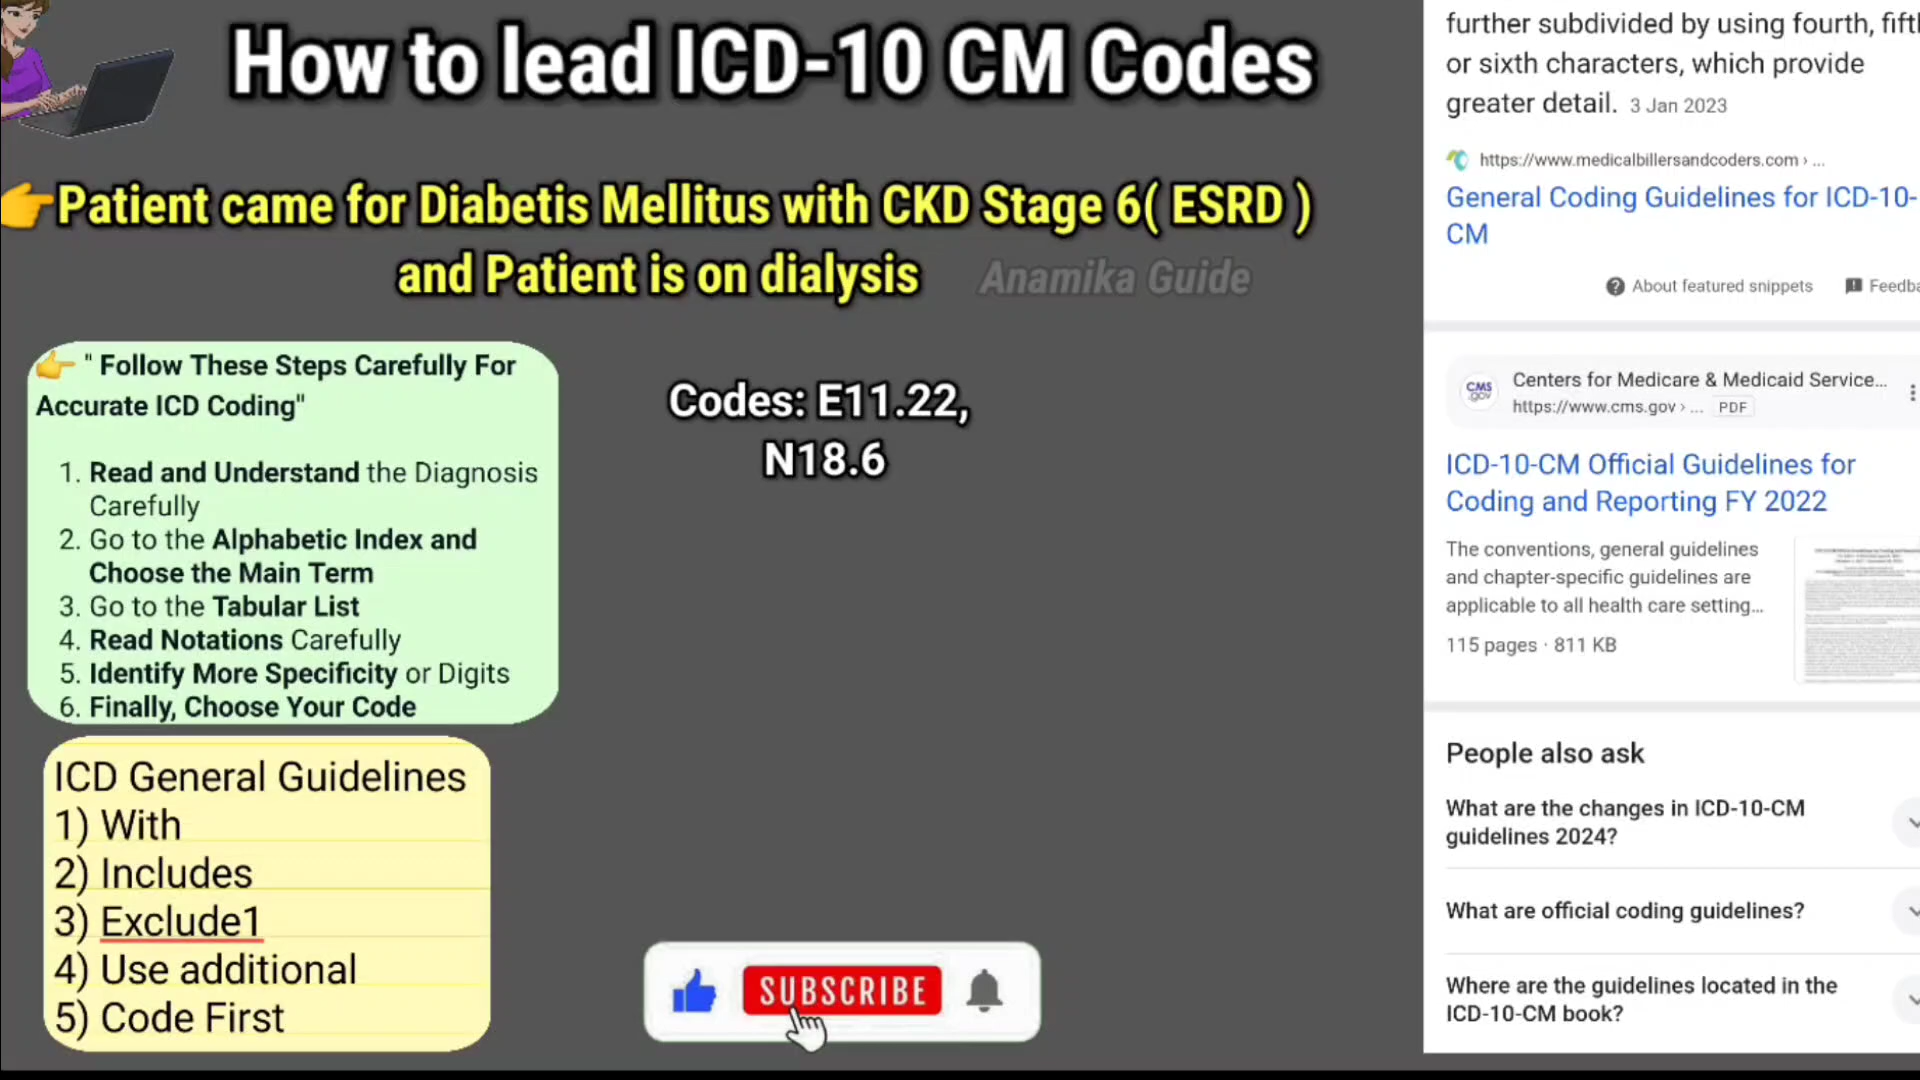 How to lead ICD-10 CM Codes
Patient came for Diabetis Mellitus with CKD Stage 6( ESRD )
and Patient is on dialysis
Anamika Guide
" Follow These Steps Carefully For
Accurate ICD Coding"
1. Read and Understand the Diagnosis
Carefully
2. Go to the Alphabetic Index and
Choose the Main Term
3. Go to the Tabular List
4. Read Notations Carefully
5. Identify More Specificity or Digits
6. Finally, Choose Your Code
ICD General Guidelines
1) With
2) Includes
3) Exclude1
4) Use additional
5) Code First
Codes: E11.22,
N18.6
SUBSCRIBE
further subdivided by using fourth, fift
or sixth characters, which provide
greater detail. 3 Jan 2023
https://www.medicalbillersandcoders.com › ...
General Coding Guidelines for ICD-10-
CM
About featured snippets
Feedba
CMS
.gov
Centers for Medicare & Medicaid Service...
https://www.cms.gov › ... PDF
ICD-10-CM Official Guidelines for
Coding and Reporting FY 2022
The conventions, general guidelines
and chapter-specific guidelines are
applicable to all health care setting...
115 pages · 811 KB
People also ask
What are the changes in ICD-10-CM
guidelines 2024?
What are official coding guidelines?
Where are the guidelines located in the
ICD-10-CM book?